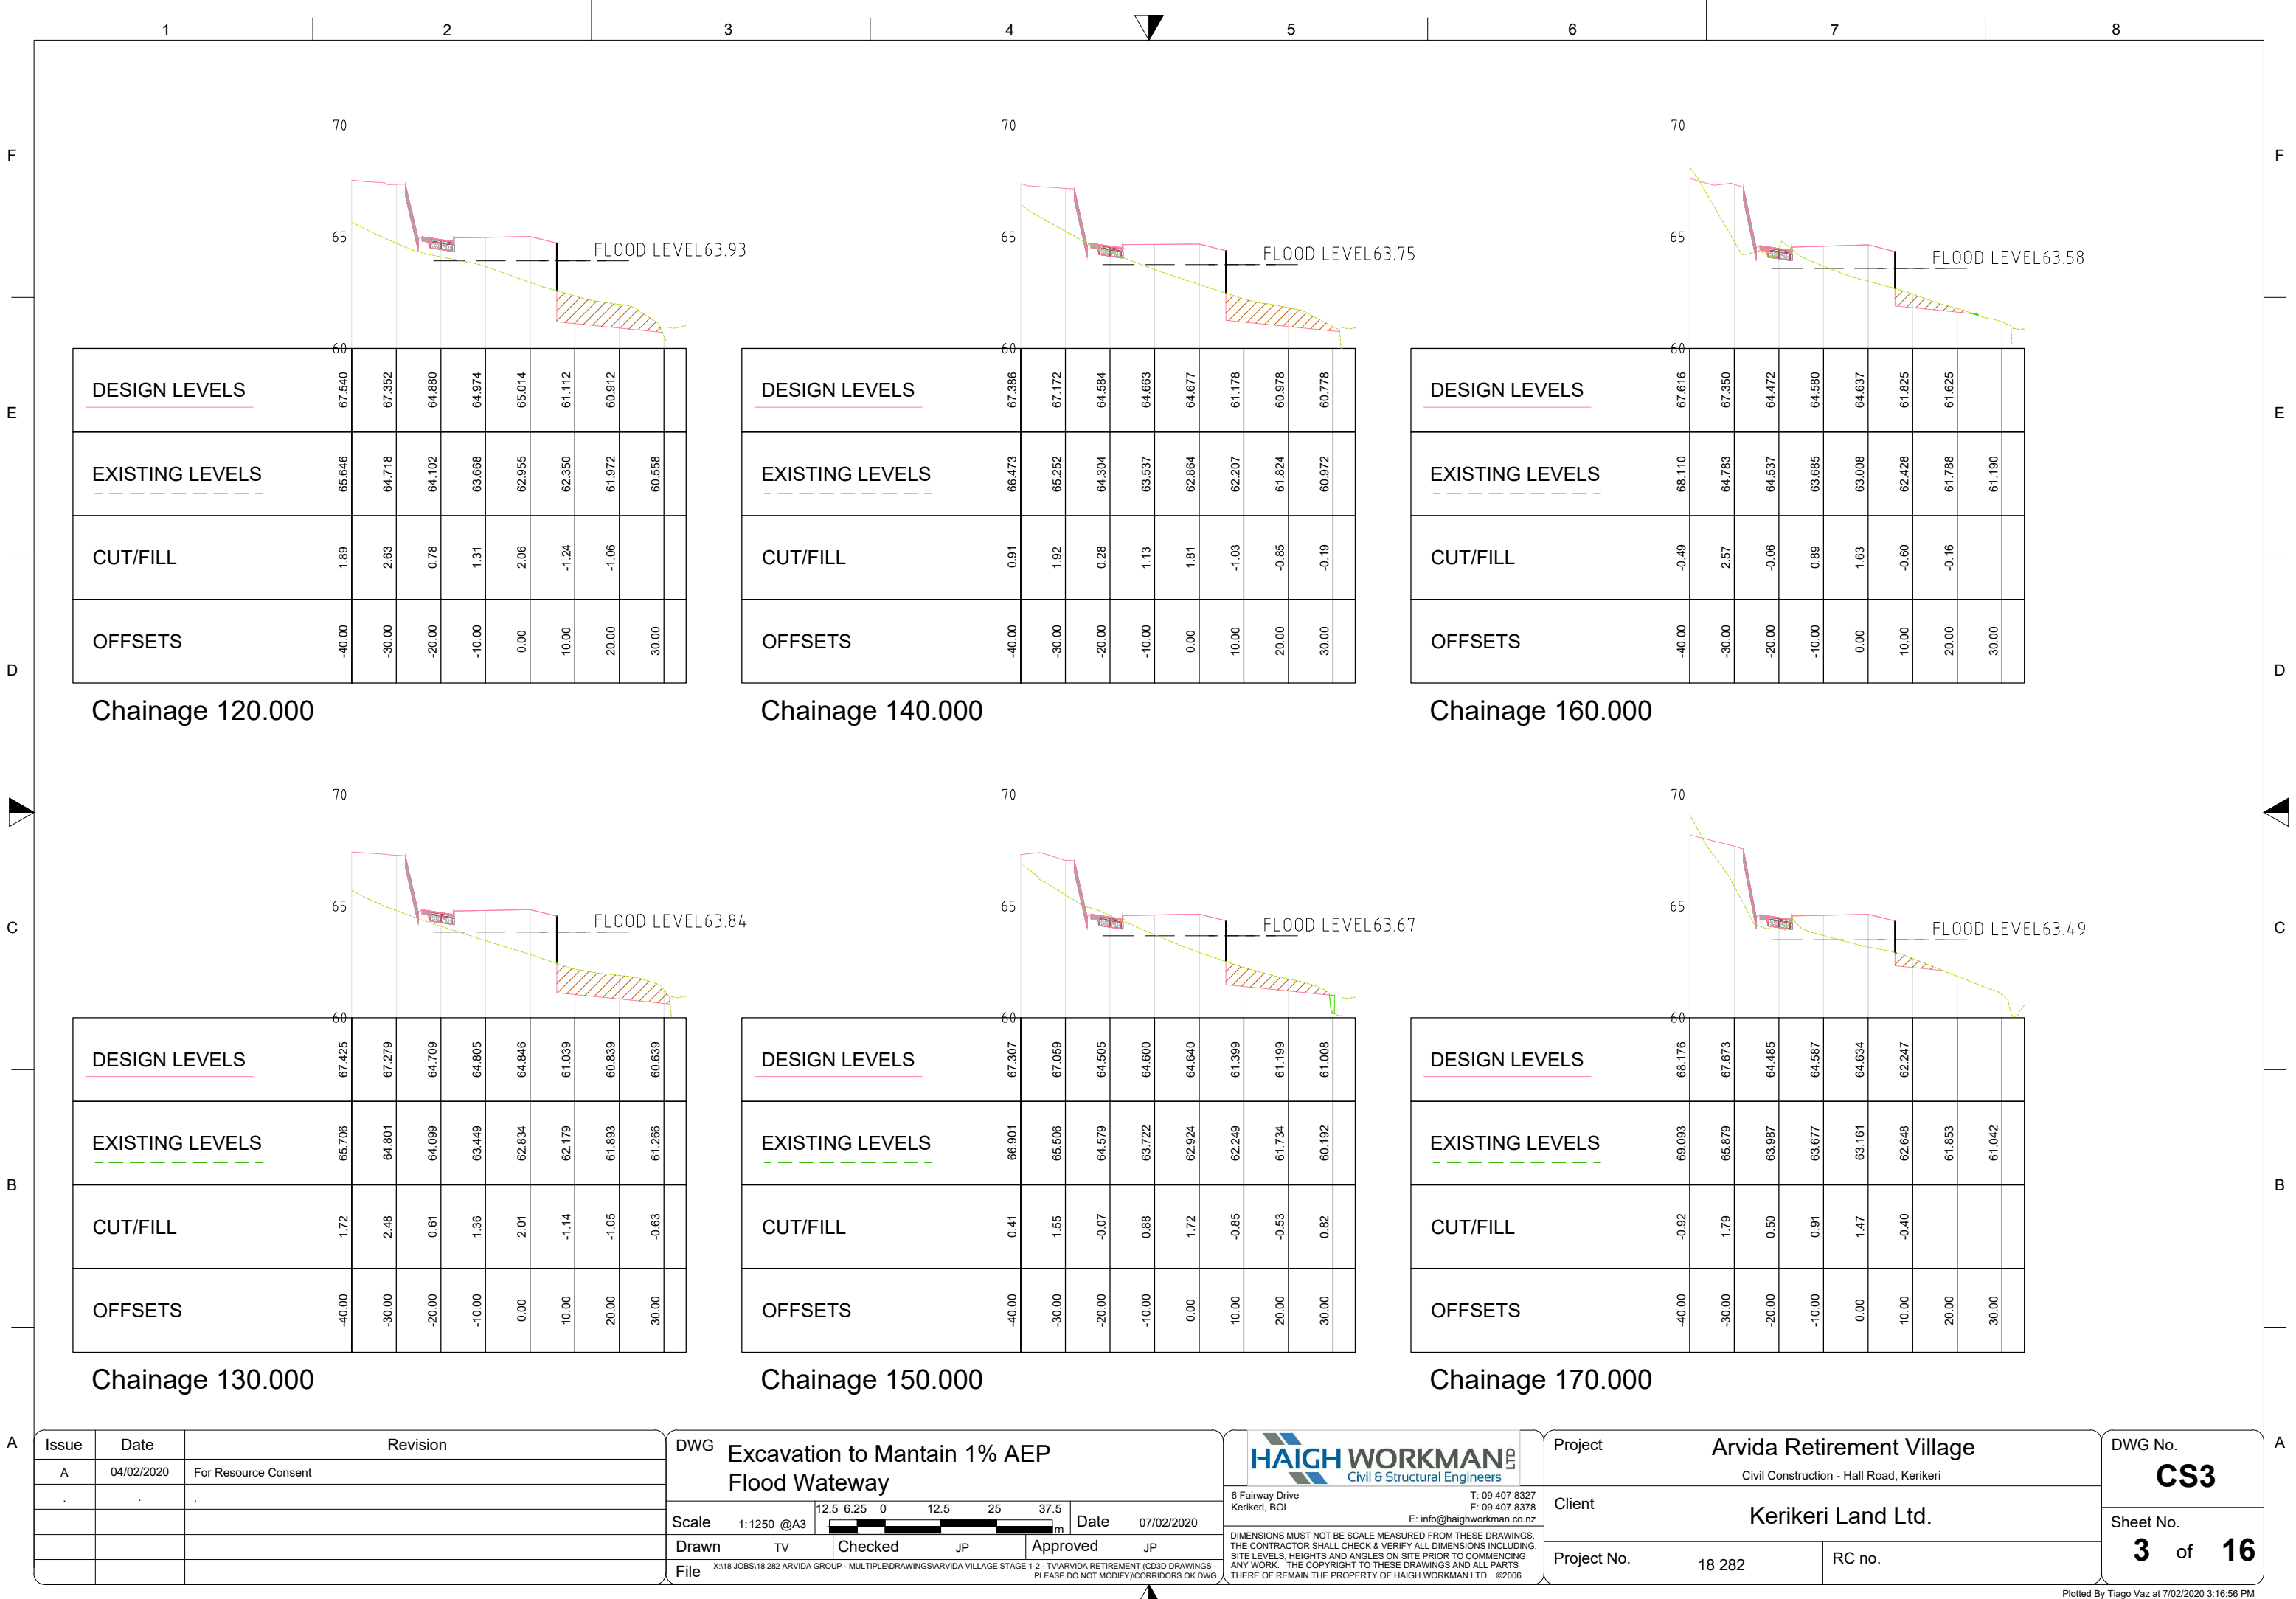 1 2 3 4 5 6 7 8
F
E
D
C
B
A
F
E
D
C
B
A
70
65
60
FLOOD LEVEL63.93
DESIGN LEVELS 67.540 67.352 64.880 64.974 65.014 61.112 60.912
EXISTING LEVELS 65.646 64.718 64.102 63.668 62.955 62.350 61.972 60.558
CUT/FILL 1.89 2.63 0.78 1.31 2.06 -1.24 -1.06
OFFSETS -40.00 -30.00 -20.00 -10.00 0.00 10.00 20.00 30.00
Chainage 120.000
70
65
60
FLOOD LEVEL63.75
DESIGN LEVELS 67.386 67.172 64.584 64.663 64.677 61.178 60.978 60.778
EXISTING LEVELS 66.473 65.252 64.304 63.537 62.864 62.207 61.824 60.972
CUT/FILL 0.91 1.92 0.28 1.13 1.81 -1.03 -0.85 -0.19
OFFSETS -40.00 -30.00 -20.00 -10.00 0.00 10.00 20.00 30.00
Chainage 140.000
70
65
60
FLOOD LEVEL63.58
DESIGN LEVELS 67.616 67.350 64.472 64.580 64.637 61.825 61.625
EXISTING LEVELS 68.110 64.783 64.537 63.685 63.008 62.428 61.788 61.190
CUT/FILL -0.49 2.57 -0.06 0.89 1.63 -0.60 -0.16
OFFSETS -40.00 -30.00 -20.00 -10.00 0.00 10.00 20.00 30.00
Chainage 160.000
70
65
60
FLOOD LEVEL63.84
DESIGN LEVELS 67.425 67.279 64.709 64.805 64.846 61.039 60.839 60.639
EXISTING LEVELS 65.706 64.801 64.099 63.449 62.834 62.179 61.893 61.266
CUT/FILL 1.72 2.48 0.61 1.36 2.01 -1.14 -1.05 -0.63
OFFSETS -40.00 -30.00 -20.00 -10.00 0.00 10.00 20.00 30.00
Chainage 130.000
70
65
60
FLOOD LEVEL63.67
DESIGN LEVELS 67.307 67.059 64.505 64.600 64.640 61.399 61.199 61.008
EXISTING LEVELS 66.901 65.506 64.579 63.722 62.924 62.249 61.734 60.192
CUT/FILL 0.41 1.55 -0.07 0.88 1.72 -0.85 -0.53 0.82
OFFSETS -40.00 -30.00 -20.00 -10.00 0.00 10.00 20.00 30.00
Chainage 150.000
70
65
60
FLOOD LEVEL63.49
DESIGN LEVELS 68.176 67.673 64.485 64.587 64.634 62.247
EXISTING LEVELS 69.093 65.879 63.987 63.677 63.161 62.648 61.853 61.042
CUT/FILL -0.92 1.79 0.50 0.91 1.47 -0.40
OFFSETS -40.00 -30.00 -20.00 -10.00 0.00 10.00 20.00 30.00
Chainage 170.000
Issue Date Revision
A 04/02/2020 For Resource Consent
. . .
DWG Excavation to Mantain 1% AEP
Flood Wateway
12.5 6.25 0 12.5 25 37.5
m
Scale 1:1250 @A3 Date 07/02/2020
Drawn TV Checked JP Approved JP
File X:\18 JOBS\18 282 ARVIDA GROUP - MULTIPLE\DRAWINGS\ARVIDA VILLAGE STAGE 1-2 - TV\ARVIDA RETIREMENT (CD3D DRAWINGS -
PLEASE DO NOT MODIFY)\CORRIDORS OK.DWG
HAIGH WORKMAN LTD
Civil & Structural Engineers
6 Fairway Drive T: 09 407 8327
Kerikeri, BOI F: 09 407 8378
E: info@haighworkman.co.nz
DIMENSIONS MUST NOT BE SCALE MEASURED FROM THESE DRAWINGS.
THE CONTRACTOR SHALL CHECK & VERIFY ALL DIMENSIONS INCLUDING,
SITE LEVELS, HEIGHTS AND ANGLES ON SITE PRIOR TO COMMENCING
ANY WORK. THE COPYRIGHT TO THESE DRAWINGS AND ALL PARTS
THERE OF REMAIN THE PROPERTY OF HAIGH WORKMAN LTD. ©2006
Project Arvida Retirement Village
Civil Construction - Hall Road, Kerikeri
Client Kerikeri Land Ltd.
Project No. 18 282 RC no.
DWG No.
CS3
Sheet No.
3 of 16
Plotted By Tiago Vaz at 7/02/2020 3:16:56 PM